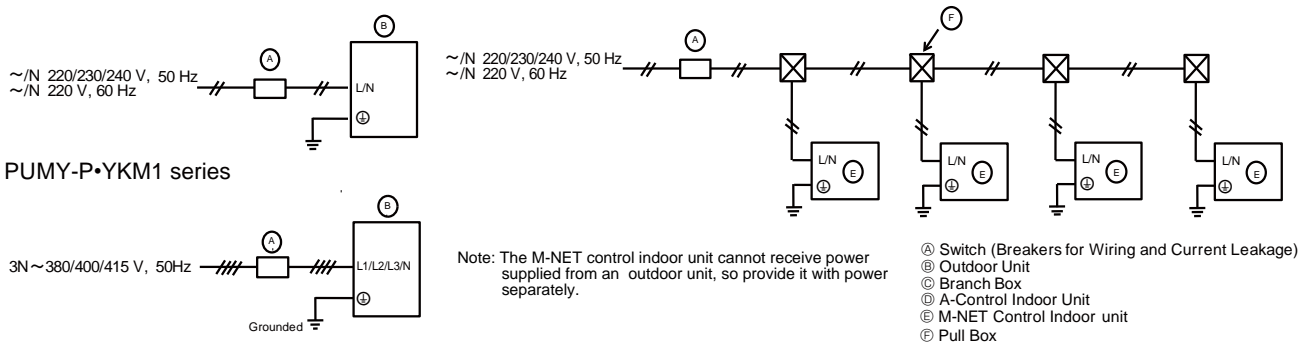 Ⓑ
Ⓐ
~/N 220/230/240 V, 50 Hz
~/N 220 V, 60 Hz
L/N
⏚
PUMY-P•YKM1 series
Ⓑ
Ⓐ
3N~380/400/415 V, 50Hz
L1/L2/L3/N
⏚
Grounded
Ⓕ
Ⓐ
~/N 220/230/240 V, 50 Hz
~/N 220 V, 60 Hz
L/N
Ⓔ
L/N
Ⓔ
L/N
Ⓔ
L/N
Ⓔ
Note: The M-NET control indoor unit cannot receive power
supplied from an outdoor unit, so provide it with power
separately.
Ⓐ Switch (Breakers for Wiring and Current Leakage)
Ⓑ Outdoor Unit
Ⓒ Branch Box
Ⓓ A-Control Indoor Unit
Ⓔ M-NET Control Indoor unit
Ⓕ Pull Box